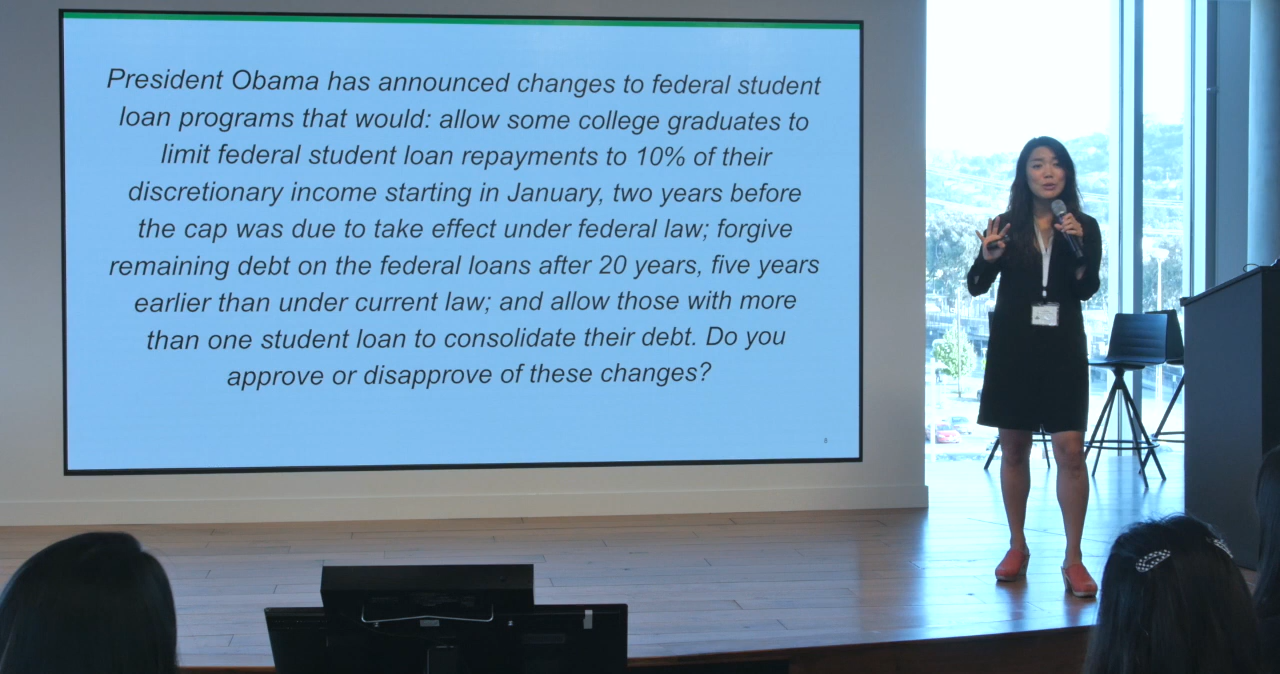 President Obama has announced changes to federal student
loan programs that would: allow some college graduates to
limit federal student loan repayments to 10% of their
discretionary income starting in January, two years before
the cap was due to take effect under federal law; forgive
remaining debt on the federal loans after 20 years, five years
earlier than under current law; and allow those with more
than one student loan to consolidate their debt. Do you
approve or disapprove of these changes?